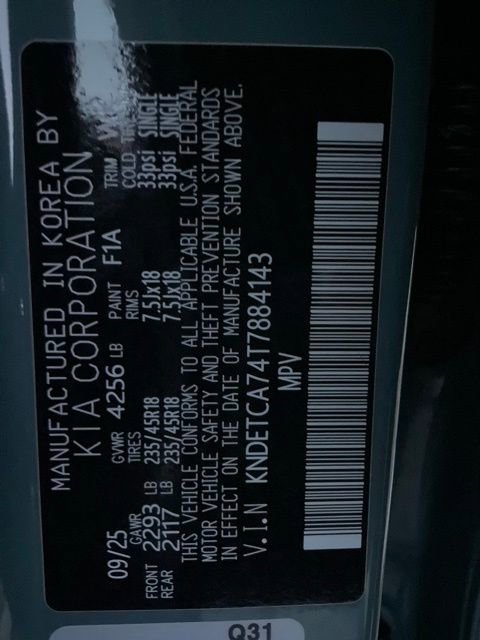 MANUFACTURED IN KOREA BY
KIA CORPORATION
09/25 GVWR 4256 LB PAINT F1A TRIM
GAWR TIRES RIMS COLD
FRONT 2293 LB 235/45R18 7.5Jx18 33psi SINGLE
REAR 2117 LB 235/45R18 7.5Jx18 33psi SINGLE
THIS VEHICLE CONFORMS TO ALL APPLICABLE U.S.A. FEDERAL
MOTOR VEHICLE SAFETY AND THEFT PREVENTION STANDARDS
IN EFFECT ON THE DATE OF MANUFACTURE SHOWN ABOVE.
V.I.N KNDETCA74T7884143
MPV
Q31